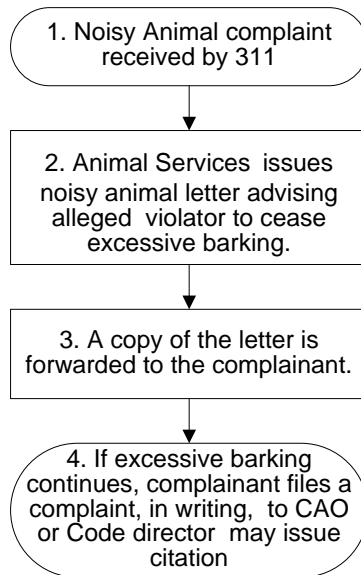 1. Noisy Animal complaint
received by 311
2. Animal Services issues
noisy animal letter advising
alleged violator to cease
excessive barking.
3. A copy of the letter is
forwarded to the complainant.
4. If excessive barking
continues, complainant files a
complaint, in writing, to CAO
or Code director may issue
citation